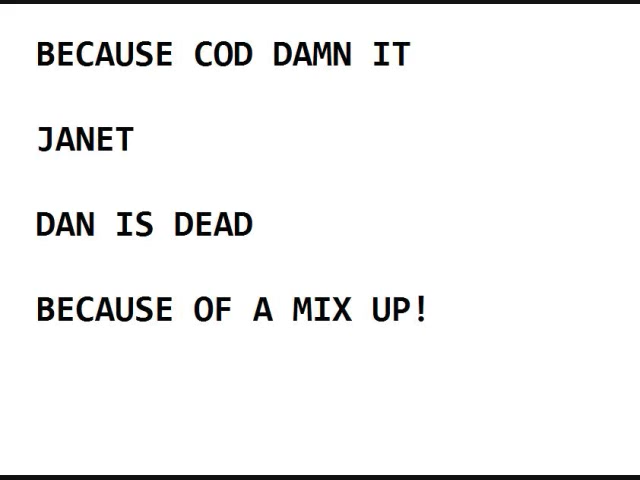 BECAUSE COD DAMN IT
JANET
DAN IS DEAD
BECAUSE OF A MIX UP!